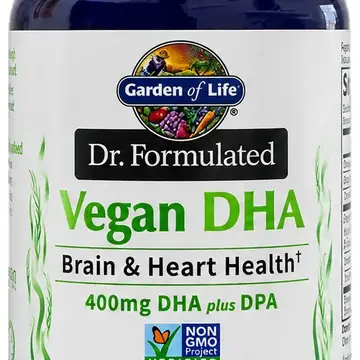 Garden of Life®
Dr. Formulated
Vegan DHA
Brain & Heart Health†
400mg DHA plus DPA
NON
GMO
Project